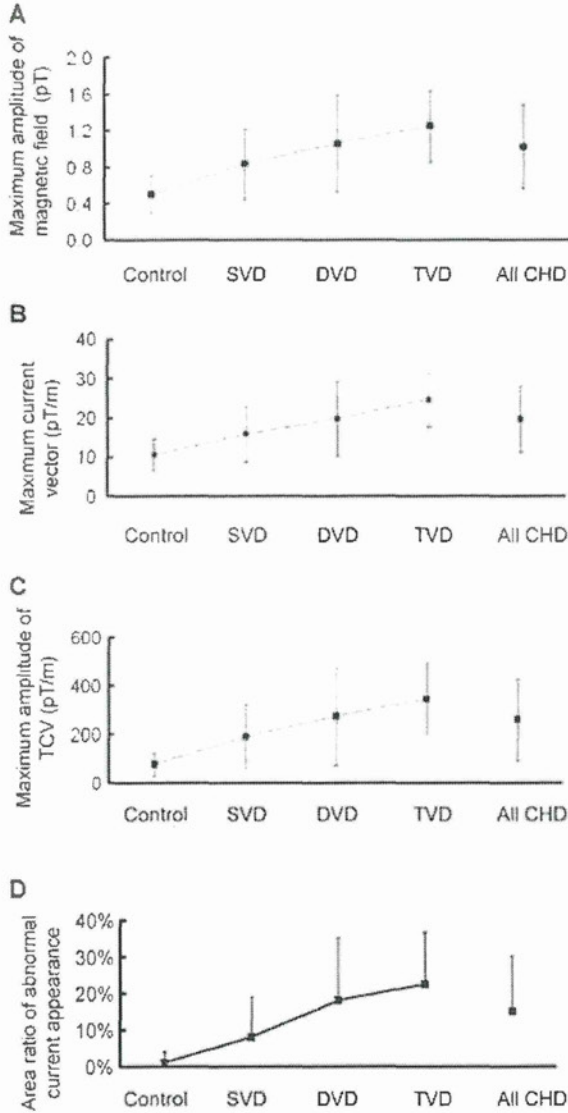 A
Maximum amplitude of
magnetic field (pT)
2.0
1.6
1.2
0.8
0.4
0.0
Control SVD DVD TVD All CHD
B
Maximum current
vector (pT/m)
40
30
20
10
0
Control SVD DVD TVD All CHD
C
Maximum amplitude of
TCV (pT/m)
600
400
200
0
Control SVD DVD TVD All CHD
D
Area ratio of abnormal
current appearance
40%
30%
20%
10%
0%
Control SVD DVD TVD All CHD